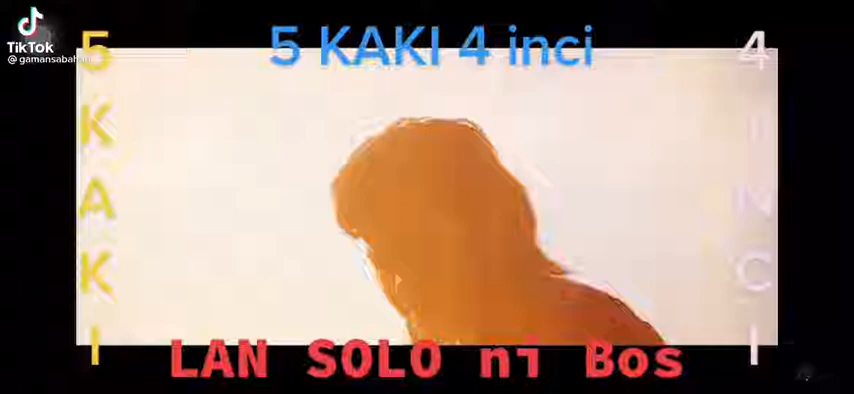 TikTok
5 KAKI 4 inci
5
K
A
K
I
4
I
N
C
I
LAN SOLO ni Bos